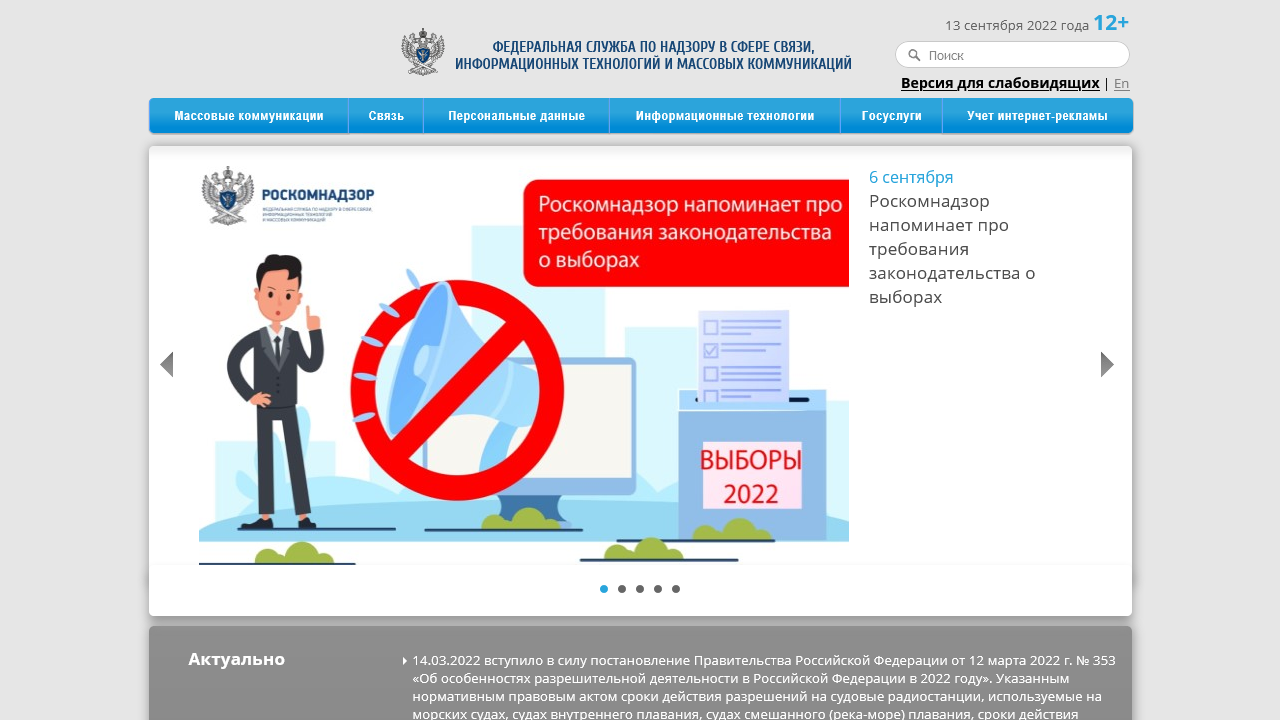 13 сентября 2022 года 12+
ФЕДЕРАЛЬНАЯ СЛУЖБА ПО НАДЗОРУ В СФЕРЕ СВЯЗИ,
ИНФОРМАЦИОННЫХ ТЕХНОЛОГИЙ И МАССОВЫХ КОММУНИКАЦИЙ
Поиск
Версия для слабовидящих | En
Массовые коммуникации
Связь
Персональные данные
Информационные технологии
Госуслуги
Учет интернет-рекламы
РОСКОМНАДЗОР
ФЕДЕРАЛЬНАЯ СЛУЖБА ПО НАДЗОРУ В СФЕРЕ СВЯЗИ,
ИНФОРМАЦИОННЫХ ТЕХНОЛОГИЙ
И МАССОВЫХ КОММУНИКАЦИЙ
Роскомнадзор напоминает про
требования законодательства
о выборах
ВЫБОРЫ
2022
6 сентября
Роскомнадзор
напоминает про
требования
законодательства о
выборах
Актуально
14.03.2022 вступило в силу постановление Правительства Российской Федерации от 12 марта 2022 г. № 353
«Об особенностях разрешительной деятельности в Российской Федерации в 2022 году». Указанным
нормативным правовым актом сроки действия разрешений на судовые радиостанции, используемые на
морских судах, судах внутреннего плавания, судах смешанного (река-море) плавания, сроки действия